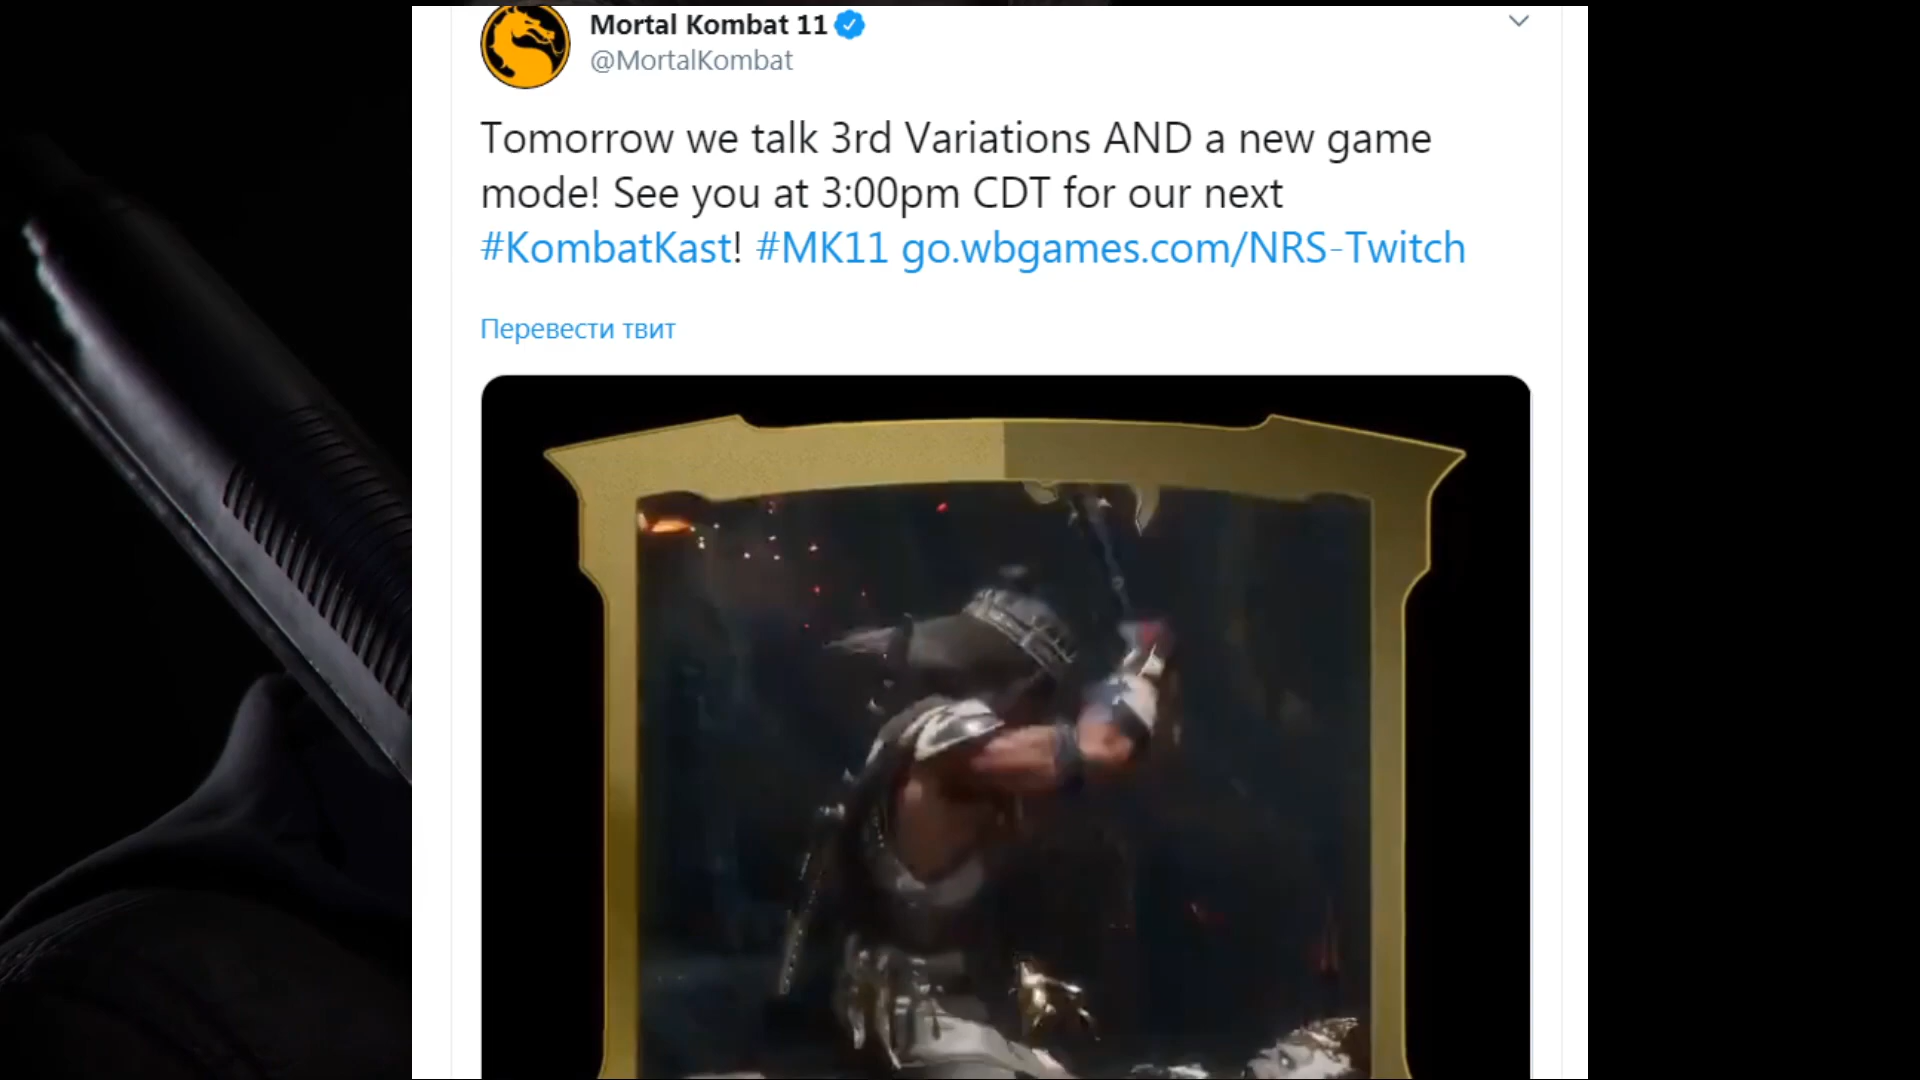 Mortal Kombat 11
@MortalKombat
Tomorrow we talk 3rd Variations AND a new game
mode! See you at 3:00pm CDT for our next
#KombatKast! #MK11 go.wbgames.com/NRS-Twitch
Перевести твит